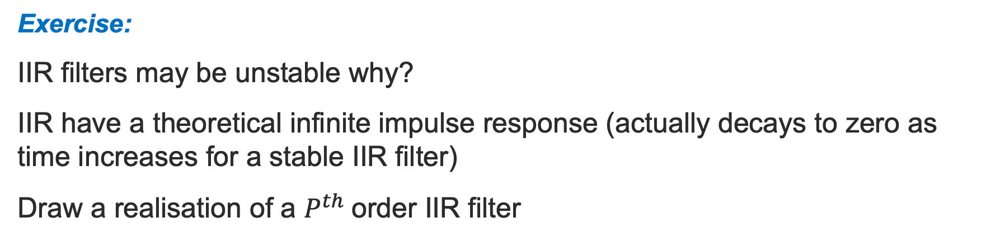 Exercise:
IIR filters may be unstable why?
IIR have a theoretical infinite impulse response (actually decays to zero as
time increases for a stable IIR filter)
Draw a realisation of a P^{th} order IIR filter